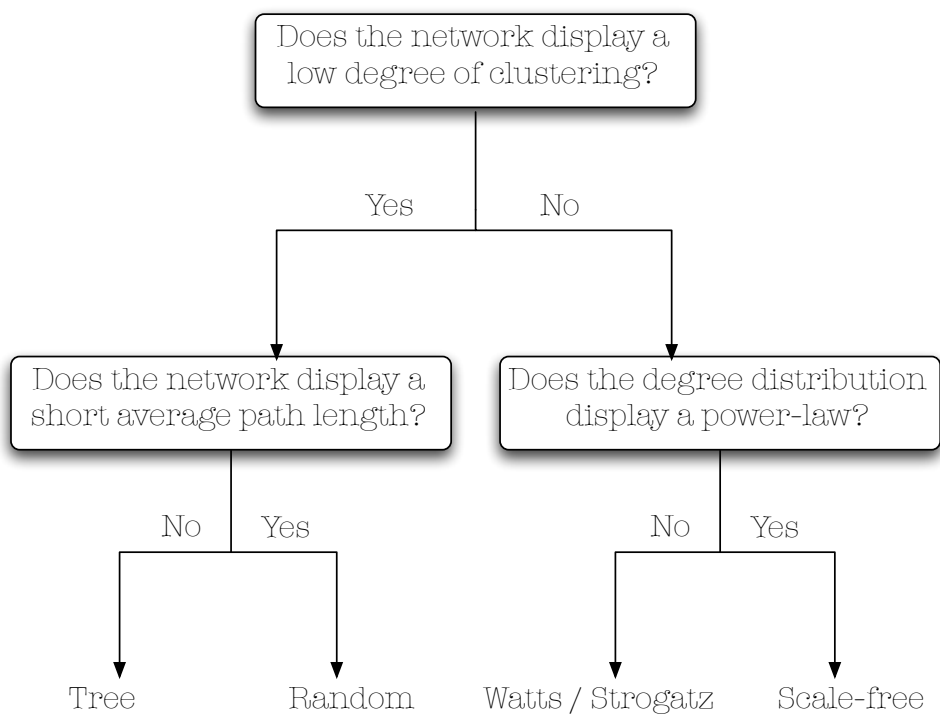 Does the network display a
low degree of clustering?
Yes
No
Does the network display a
short average path length?
Does the degree distribution
display a power-law?
No
Yes
No
Yes
Tree
Random
Watts / Strogatz
Scale-free